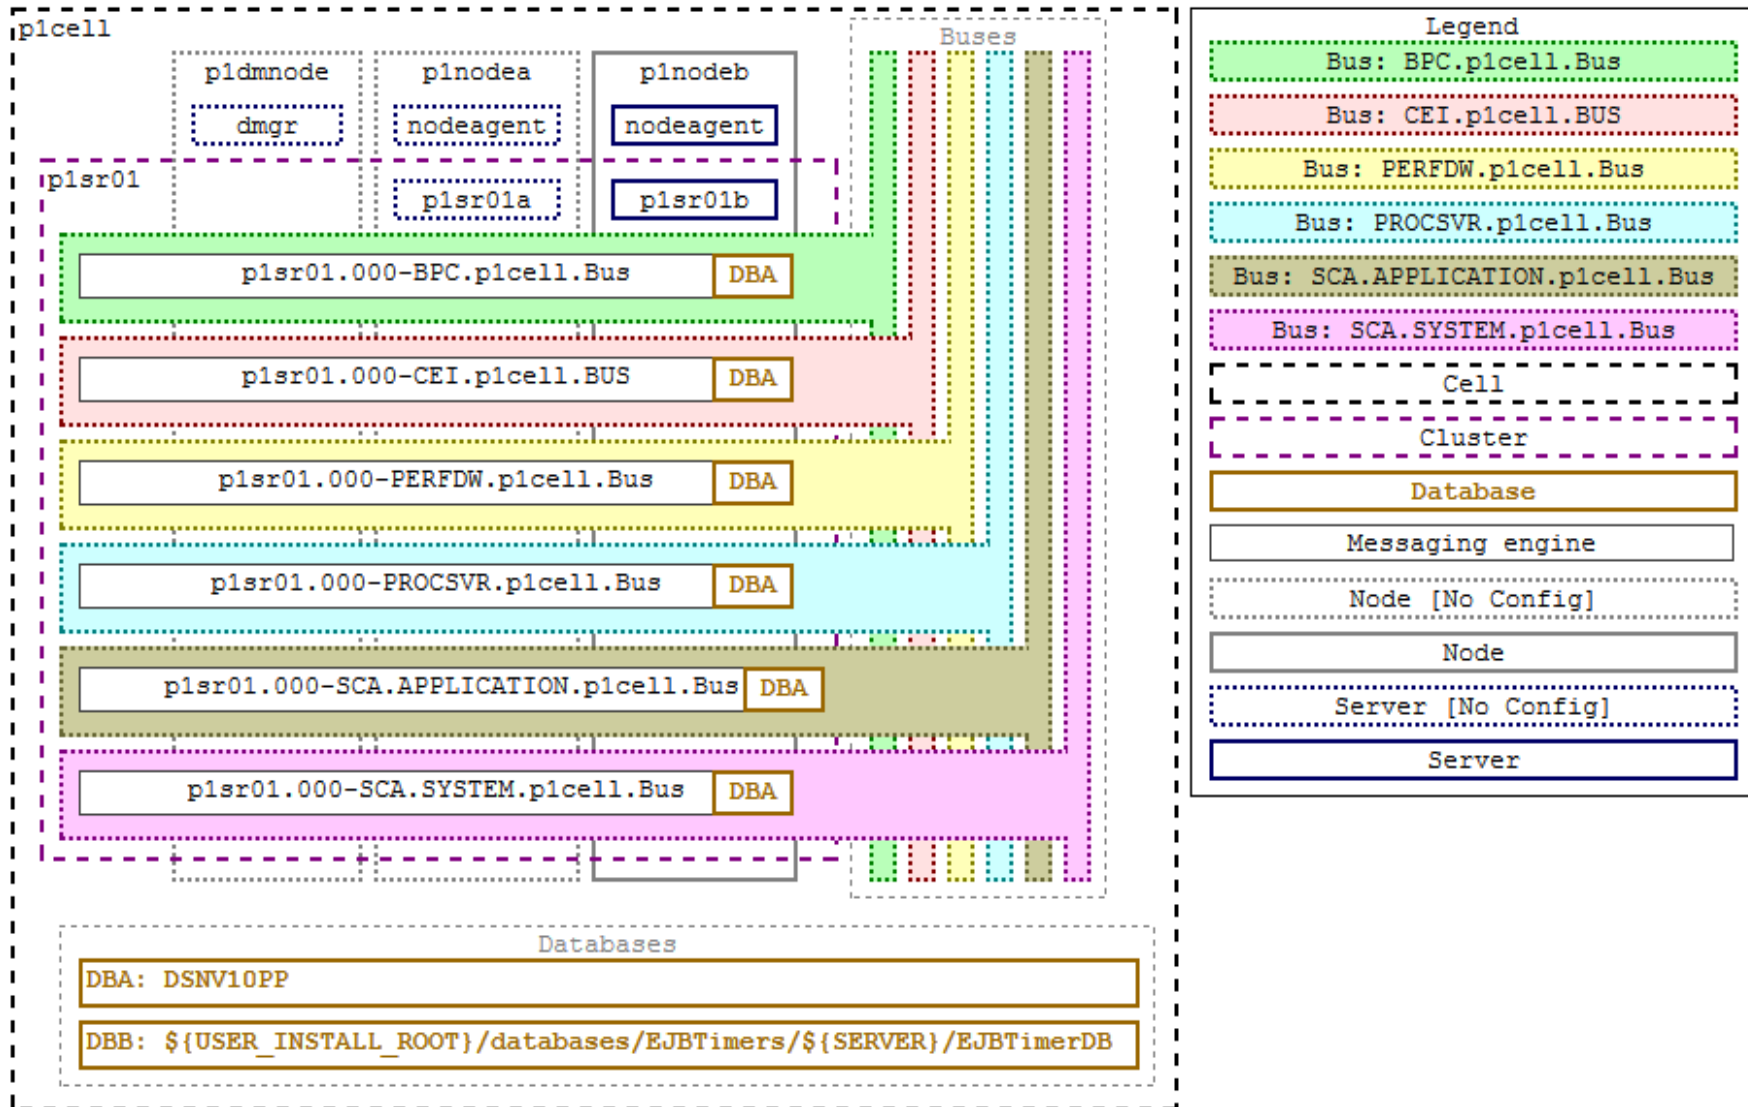 p1cell
Buses
p1dmnode
p1nodea
p1nodeb
dmgr
nodeagent
nodeagent
p1sr01
p1sr01a
p1sr01b
p1sr01.000-BPC.p1cell.Bus
DBA
p1sr01.000-CEI.p1cell.BUS
DBA
p1sr01.000-PERFDW.p1cell.Bus
DBA
p1sr01.000-PROCSVR.p1cell.Bus
DBA
p1sr01.000-SCA.APPLICATION.p1cell.Bus
DBA
p1sr01.000-SCA.SYSTEM.p1cell.Bus
DBA
Databases
DBA: DSNV10PP
DBB: ${USER_INSTALL_ROOT}/databases/EJBTimers/${SERVER}/EJBTimerDB
Legend
Bus: BPC.p1cell.Bus
Bus: CEI.p1cell.BUS
Bus: PERFDW.p1cell.Bus
Bus: PROCSVR.p1cell.Bus
Bus: SCA.APPLICATION.p1cell.Bus
Bus: SCA.SYSTEM.p1cell.Bus
Cell
Cluster
Database
Messaging engine
Node [No Config]
Node
Server [No Config]
Server